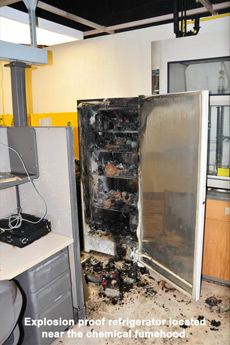 Explosion proof refrigerator located
near the chemical fumehood.